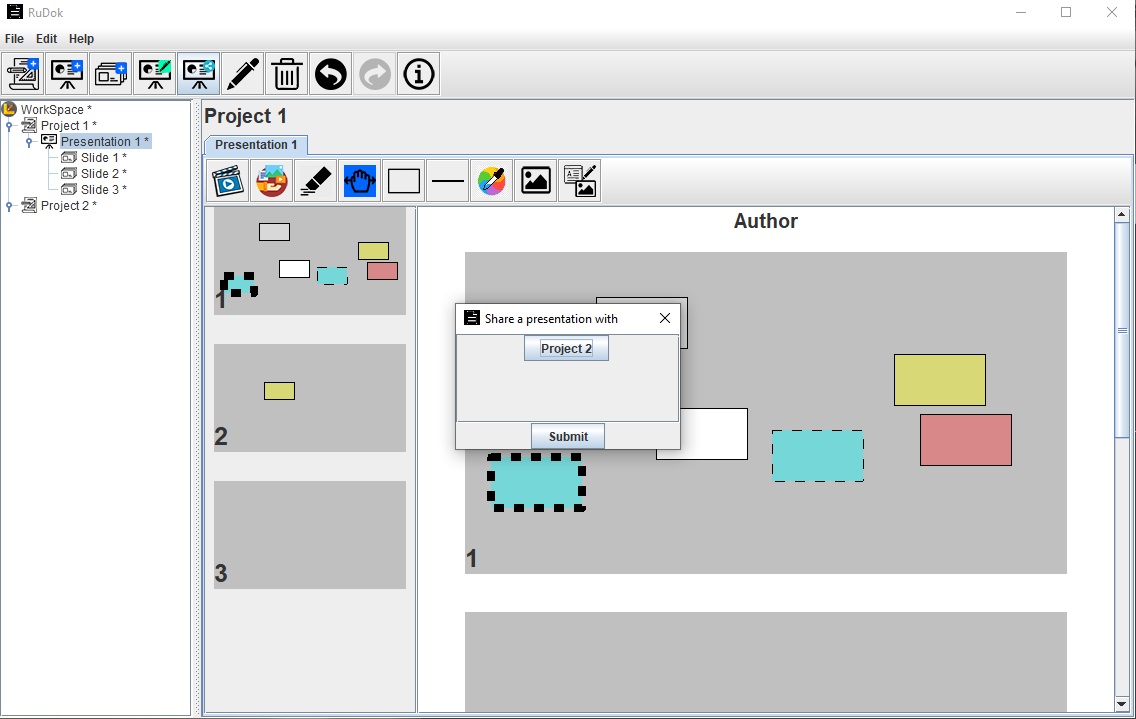 RuDok
File Edit Help
WorkSpace *
Project 1 *
Presentation 1 *
Slide 1 *
Slide 2 *
Slide 3 *
Project 2 *
Project 1
Presentation 1
1
2
3
Author
1
Share a presentation with
Project 2
Submit